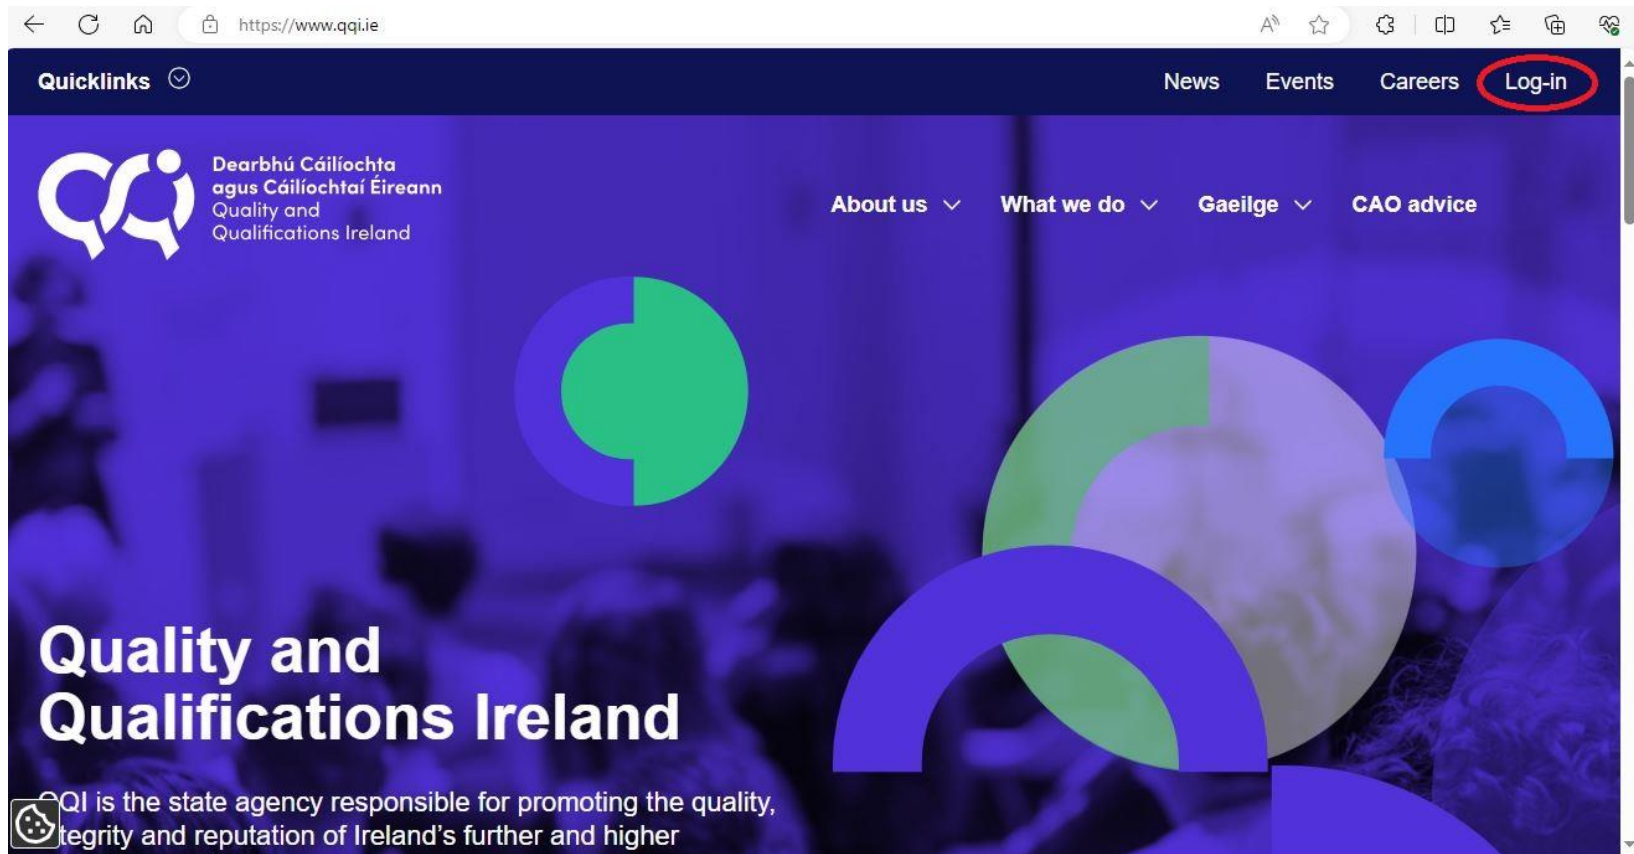 https://www.qqi.ie
Quicklinks
News Events Careers Log-in
Dearbhú Cáilíochta
agus Cáilíochtaí Éireann
Quality and
Qualifications Ireland
About us What we do Gaeilge CAO advice
Quality and
Qualifications Ireland
QQI is the state agency responsible for promoting the quality,
tegrity and reputation of Ireland's further and higher